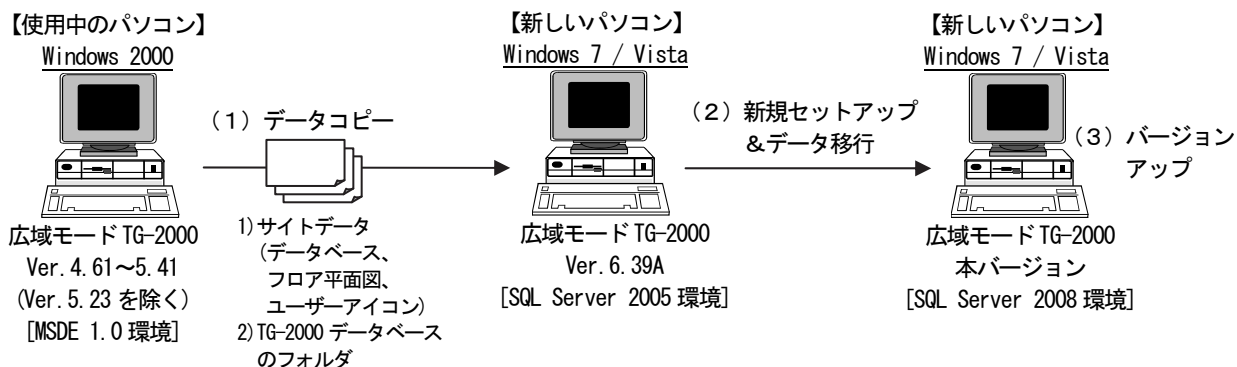 【使用中のパソコン】
Windows 2000
（1）データコピー
1)サイトデータ
(データベース、
フロア平面図、
ユーザーアイコン)
2)TG-2000 データベース
のフォルダ
広域モード TG-2000
Ver.4.61～5.41
(Ver.5.23 を除く)
[MSDE 1.0 環境]
【新しいパソコン】
Windows 7 / Vista
広域モード TG-2000
Ver.6.39A
[SQL Server 2005 環境]
（2）新規セットアップ
&データ移行
【新しいパソコン】
Windows 7 / Vista
（3）バージョン
アップ
広域モード TG-2000
本バージョン
[SQL Server 2008 環境]